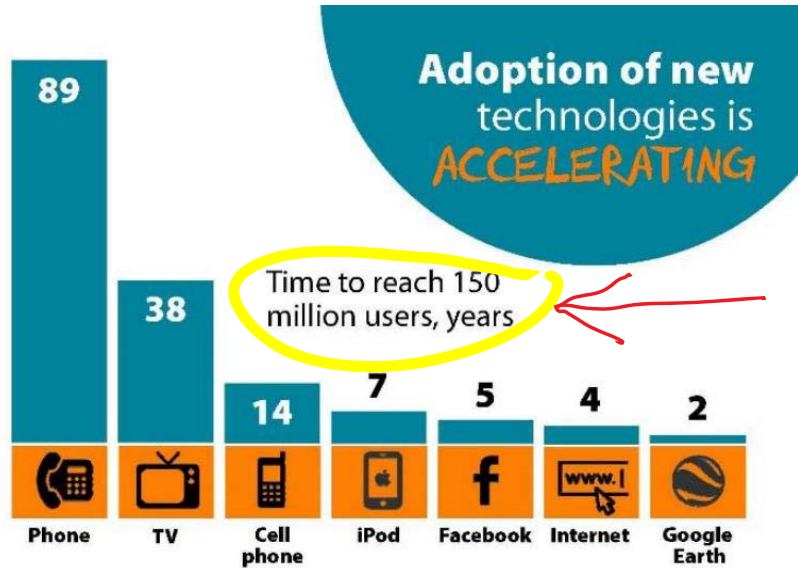 Adoption of new
technologies is
ACCELERATING
89
38
Time to reach 150
million users, years
14
7
5
4
2
f
www.
Phone
TV
Cell
phone
iPod
Facebook
Internet
Google
Earth